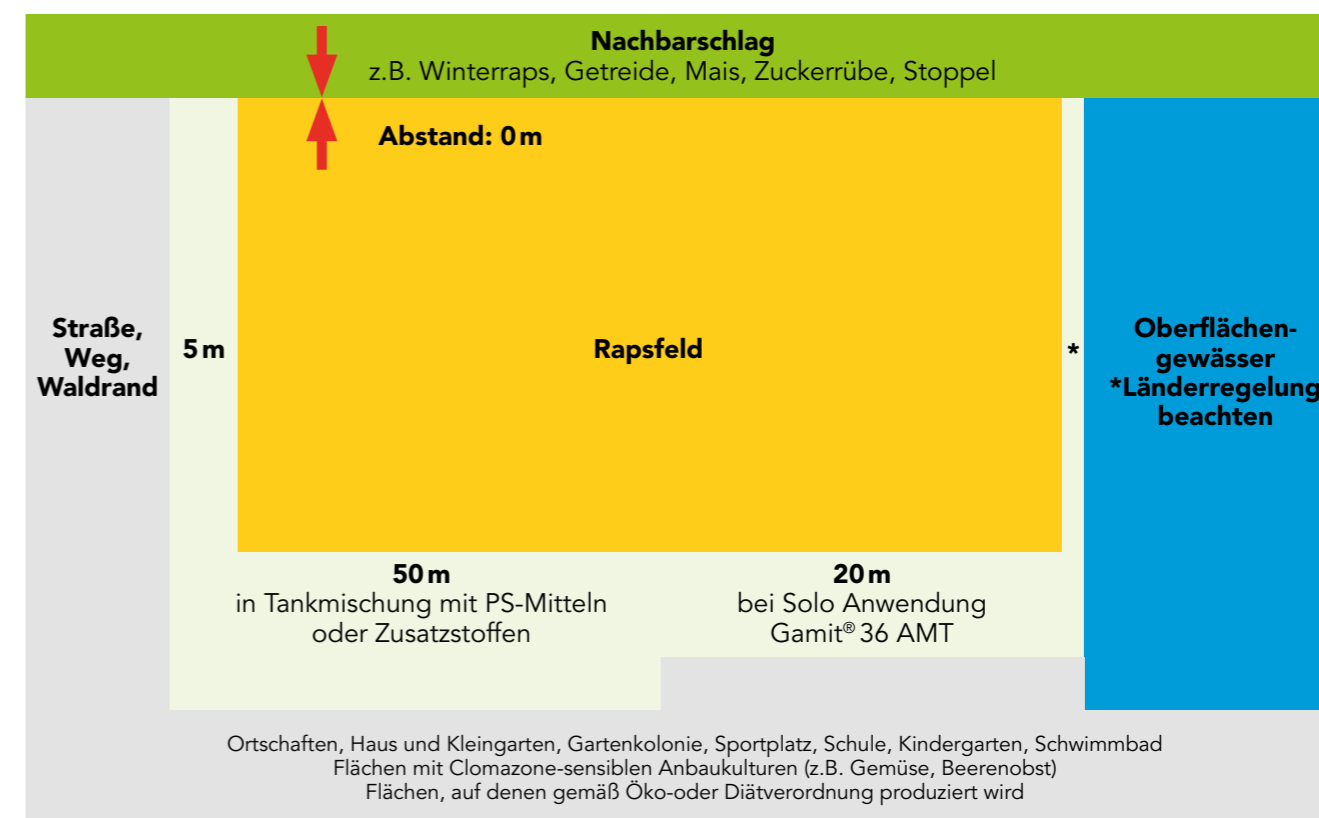 Nachbarschlag
z.B. Winterraps, Getreide, Mais, Zuckerrübe, Stoppel
Abstand: 0 m
Straße,
Weg,
Waldrand
5 m
Rapsfeld
*
Oberflächen-
gewässer
*Länderregelung
beachten
50 m
in Tankmischung mit PS-Mitteln
oder Zusatzstoffen
20 m
bei Solo Anwendung
Gamit® 36 AMT
Ortschaften, Haus und Kleingarten, Gartenkolonie, Sportplatz, Schule, Kindergarten, Schwimmbad
Flächen mit Clomazone-sensiblen Anbaukulturen (z.B. Gemüse, Beerenobst)
Flächen, auf denen gemäß Öko-oder Diätverordnung produziert wird